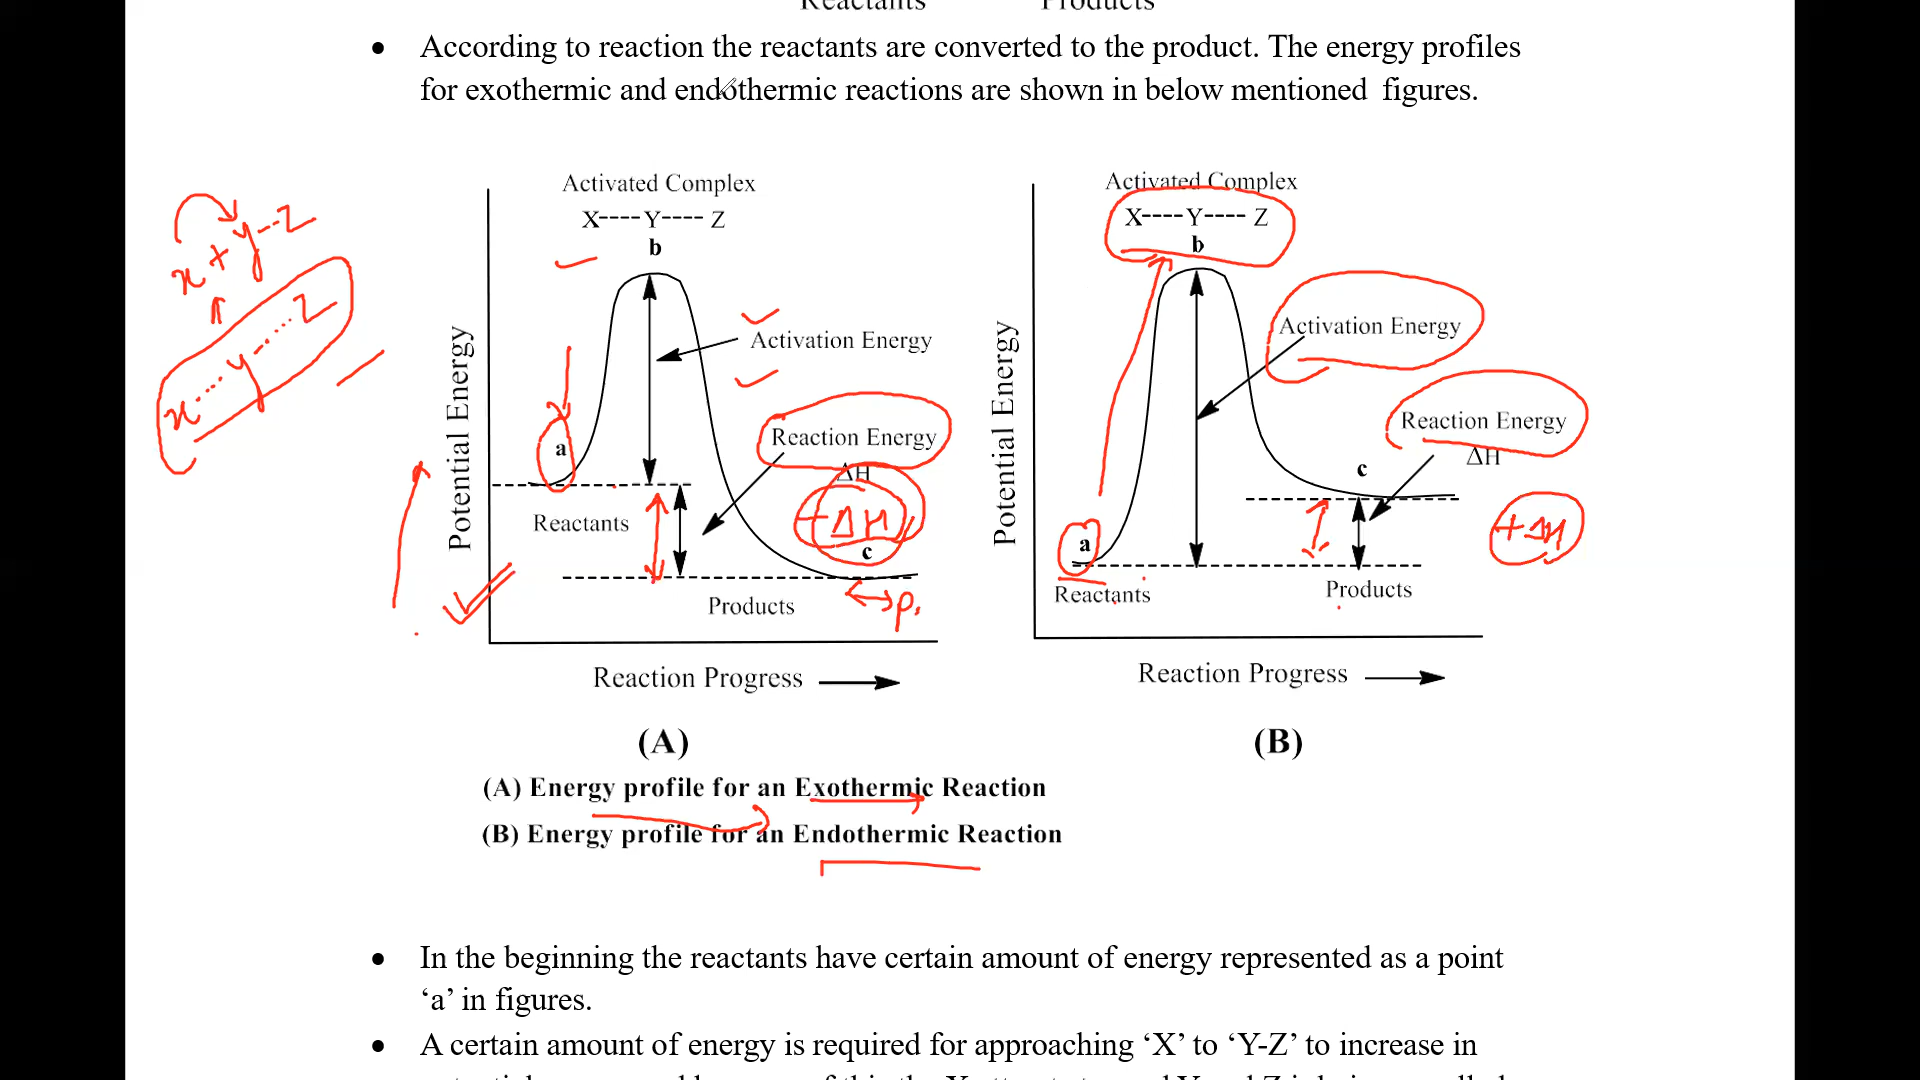 Reactants Products
• According to reaction the reactants are converted to the product. The energy profiles
for exothermic and endothermic reactions are shown in below mentioned figures.
Activated Complex
X----Y---- Z
b
Activation Energy
Reaction Energy
ΔH
a
Reactants
c
Products
Potential Energy
Reaction Progress
(A)
Activated Complex
X----Y---- Z
b
Activation Energy
Reaction Energy
ΔH
c
a
Reactants
Products
Potential Energy
Reaction Progress
(B)
x + y--Z
x....y....Z
ΔH
P.
+ΔH
(A) Energy profile for an Exothermic Reaction
(B) Energy profile for an Endothermic Reaction
• In the beginning the reactants have certain amount of energy represented as a point
‘a’ in figures.
• A certain amount of energy is required for approaching ‘X’ to ‘Y-Z’ to increase in